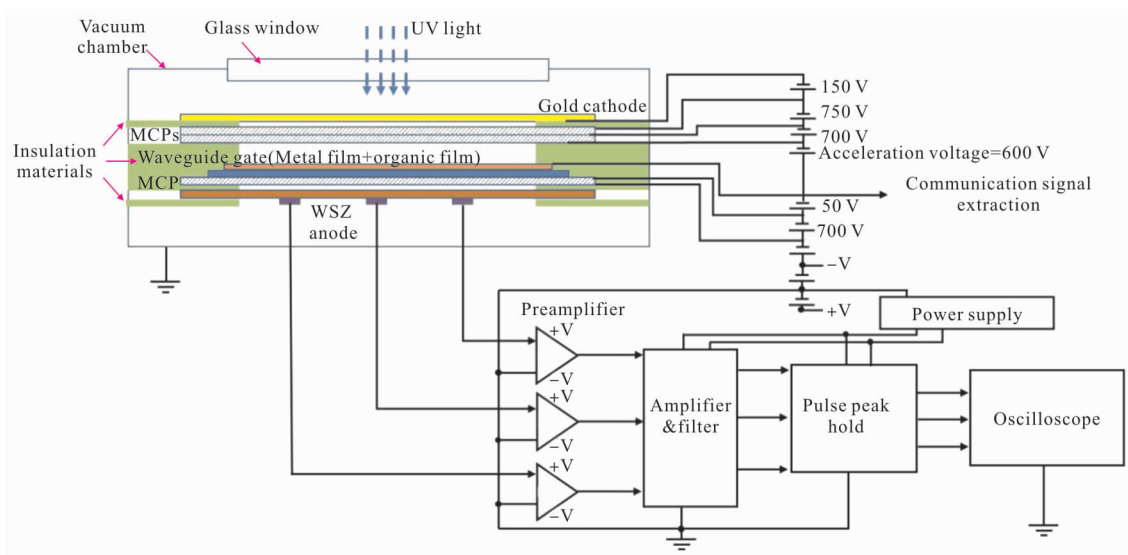 Vacuum
chamber
Glass window
UV light
Gold cathode
150 V
750 V
700 V
Acceleration voltage=600 V
MCPs
Insulation
materials
Waveguide gate(Metal film+organic film)
MCP
Communication signal
extraction
WSZ
anode
50 V
700 V
−V
+V
Power supply
Preamplifier
+V
−V
+V
−V
+V
−V
Amplifier
&filter
Pulse peak
hold
Oscilloscope